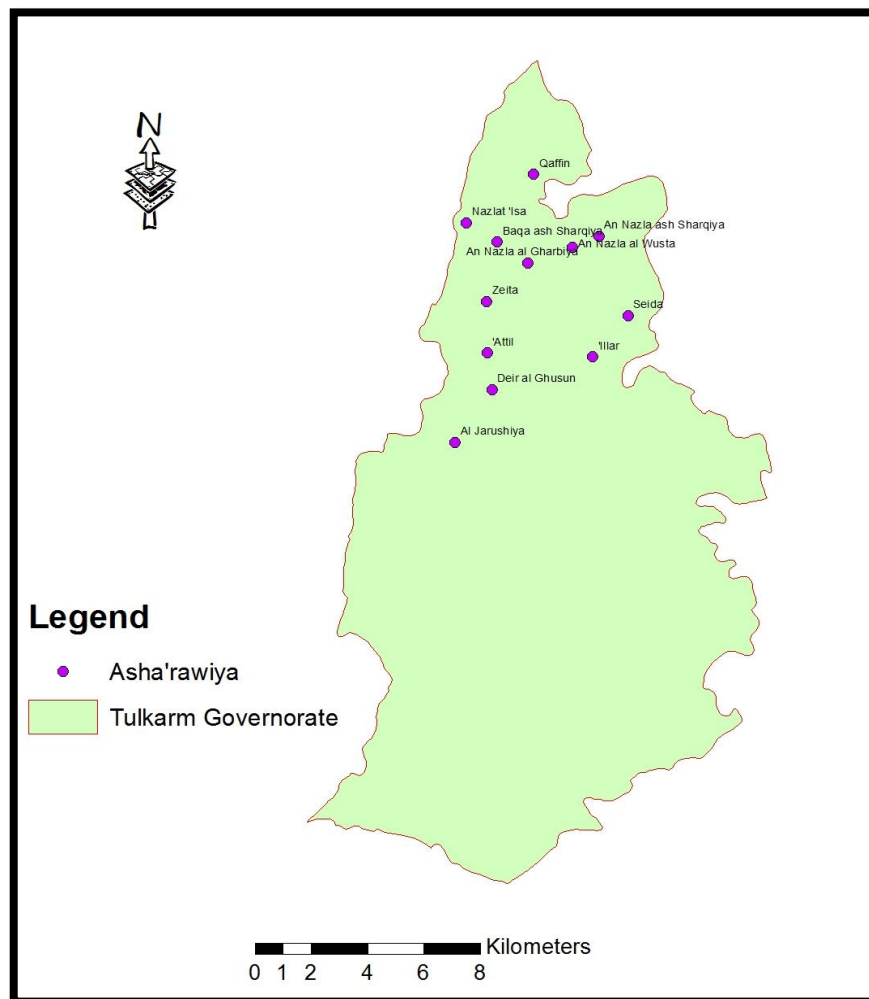 N
Qaffin
Nazlat 'Isa
An Nazla ash Sharqiya
Baqa ash Sharqiya
An Nazla al Wusta
An Nazla al Gharbiya
Zeita
Seida
'Attil
'Illar
Deir al Ghusun
Al Jarushiya
Legend
Asha'rawiya
Tulkarm Governorate
Kilometers
0 1 2 4 6 8